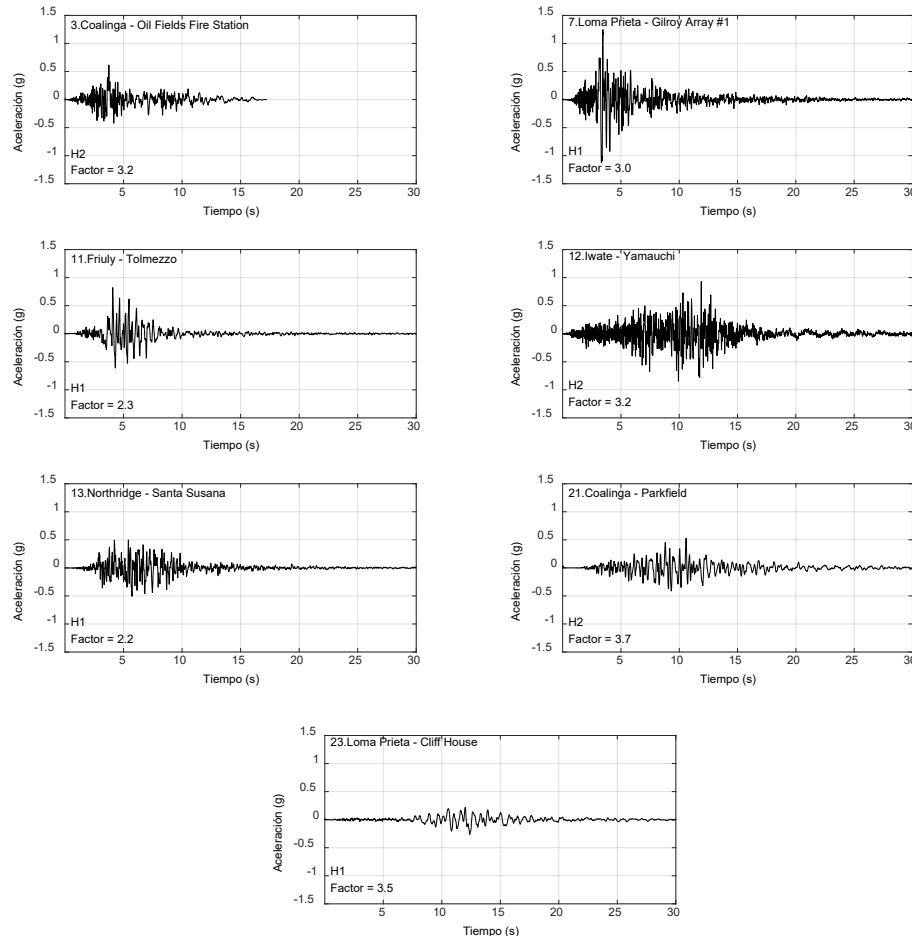 1.5
3.Coalinga - Oil Fields Fire Station
1
0.5
0
-0.5
-1
-1.5
H2
Factor = 3.2
5 10 15 20 25 30
Tiempo (s)
Aceleración (g)
1.5
7.Loma Prieta - Gilroy Array #1
1
0.5
0
-0.5
-1
-1.5
H1
Factor = 3.0
5 10 15 20 25 30
Tiempo (s)
Aceleración (g)
1.5
11.Friuly - Tolmezzo
1
0.5
0
-0.5
-1
-1.5
H1
Factor = 2.3
5 10 15 20 25 30
Tiempo (s)
Aceleración (g)
1.5
12.Iwate - Yamauchi
1
0.5
0
-0.5
-1
-1.5
H2
Factor = 3.2
5 10 15 20 25 30
Tiempo (s)
Aceleración (g)
1.5
13.Northridge - Santa Susana
1
0.5
0
-0.5
-1
-1.5
H1
Factor = 2.2
5 10 15 20 25 30
Tiempo (s)
Aceleración (g)
1.5
21.Coalinga - Parkfield
1
0.5
0
-0.5
-1
-1.5
H2
Factor = 3.7
5 10 15 20 25 30
Tiempo (s)
Aceleración (g)
1.5
23.Loma Prieta - Cliff House
1
0.5
0
-0.5
-1
-1.5
H1
Factor = 3.5
5 10 15 20 25 30
Tiempo (s)
Aceleración (g)